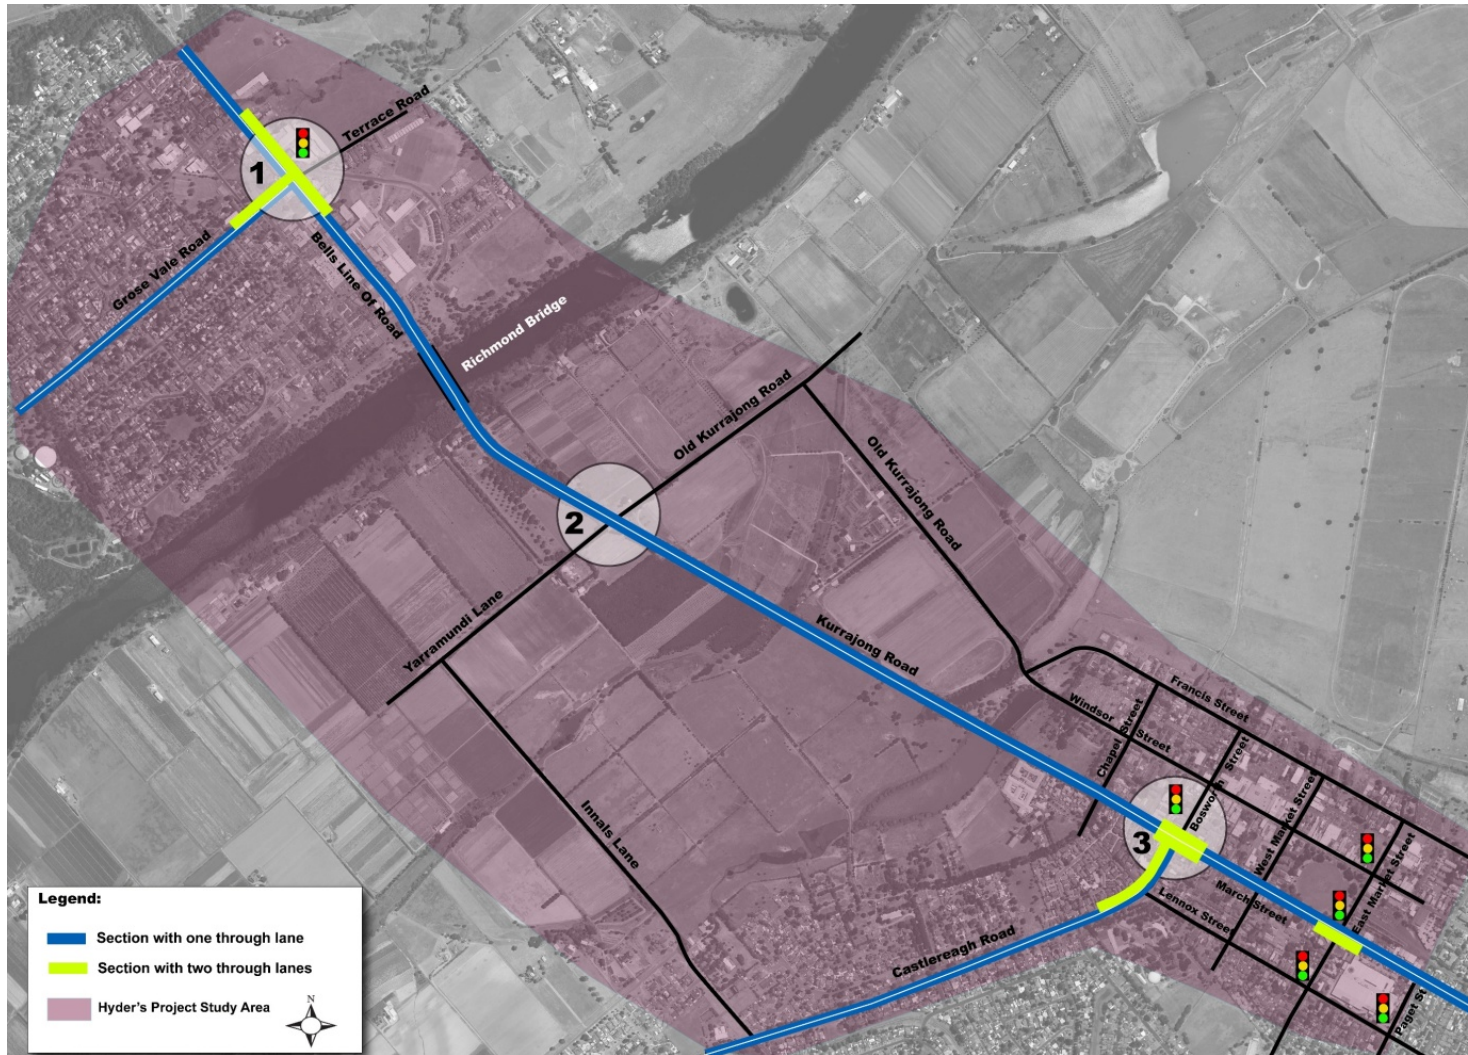 Terrace Road
1
Grose Vale Road
Bells Line Of Road
Richmond Bridge
Old Kurrajong Road
Old Kurrajong Road
2
Yarramundi Lane
Kurrajong Road
Innals Lane
Francis Street
Windsor Street
Chapel Street
Bosworth Street
3
West Market Street
East Market Street
March Street
Lennox Street
Castlereagh Road
Paget St
Legend:
Section with one through lane
Section with two through lanes
Hyder's Project Study Area
N